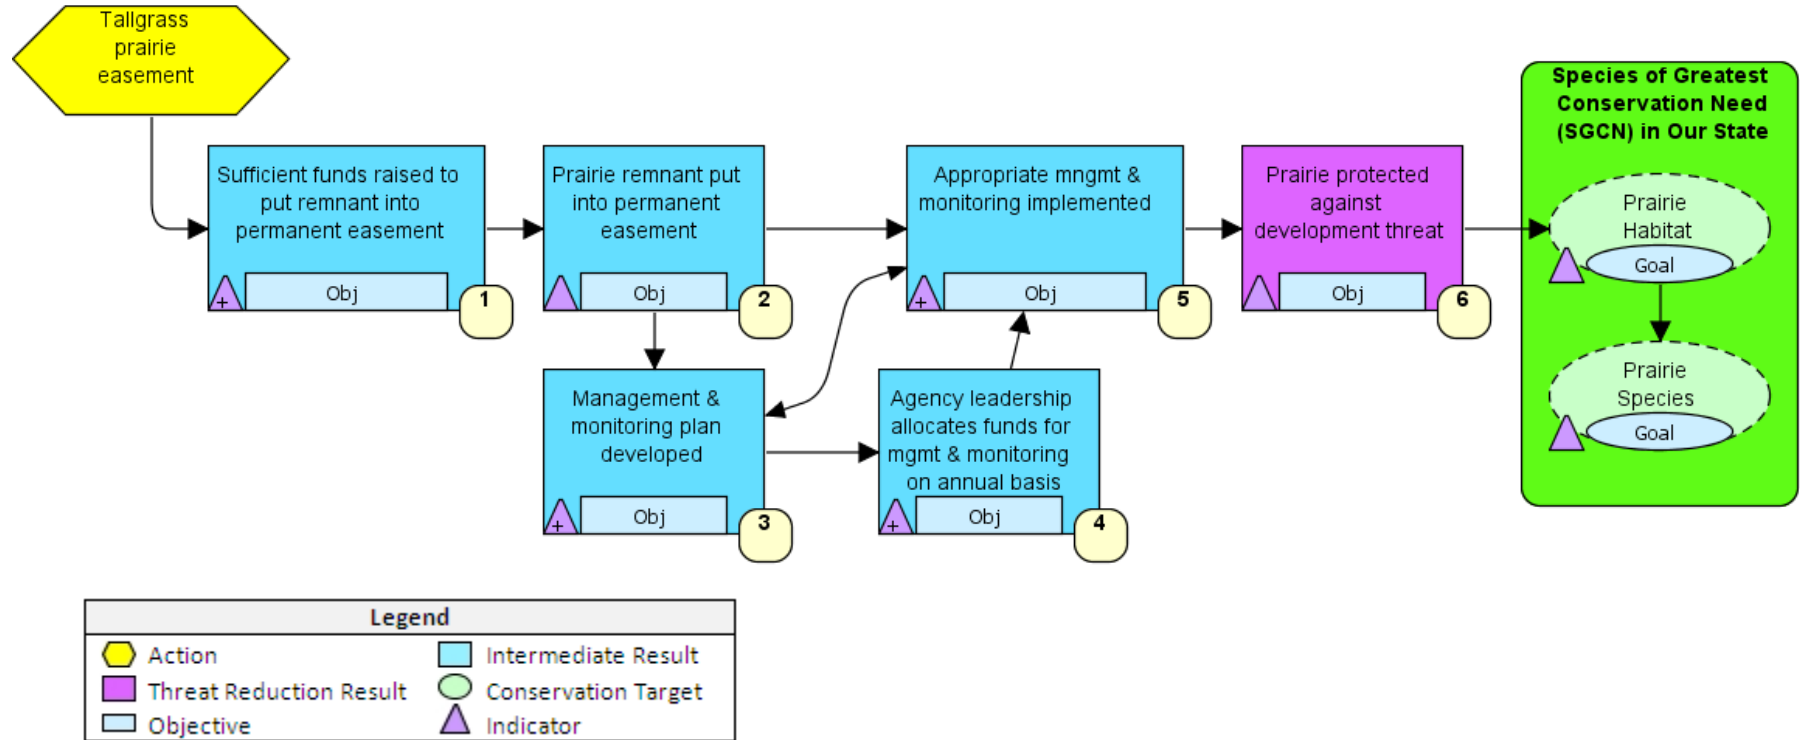 Tallgrass
prairie
easement
Species of Greatest
Conservation Need
(SGCN) in Our State
Sufficient funds raised to
put remnant into
permanent easement
+
Obj
1
Prairie remnant put
into permanent
easement
Obj
2
Appropriate mngmt &
monitoring implemented
+
Obj
5
Prairie protected
against
development threat
Obj
6
Prairie
Habitat
Goal
Management &
monitoring plan
developed
+
Obj
3
Agency leadership
allocates funds for
mgmt & monitoring
on annual basis
+
Obj
4
Prairie
Species
Goal
Legend
Action
Intermediate Result
Threat Reduction Result
Conservation Target
Objective
Indicator